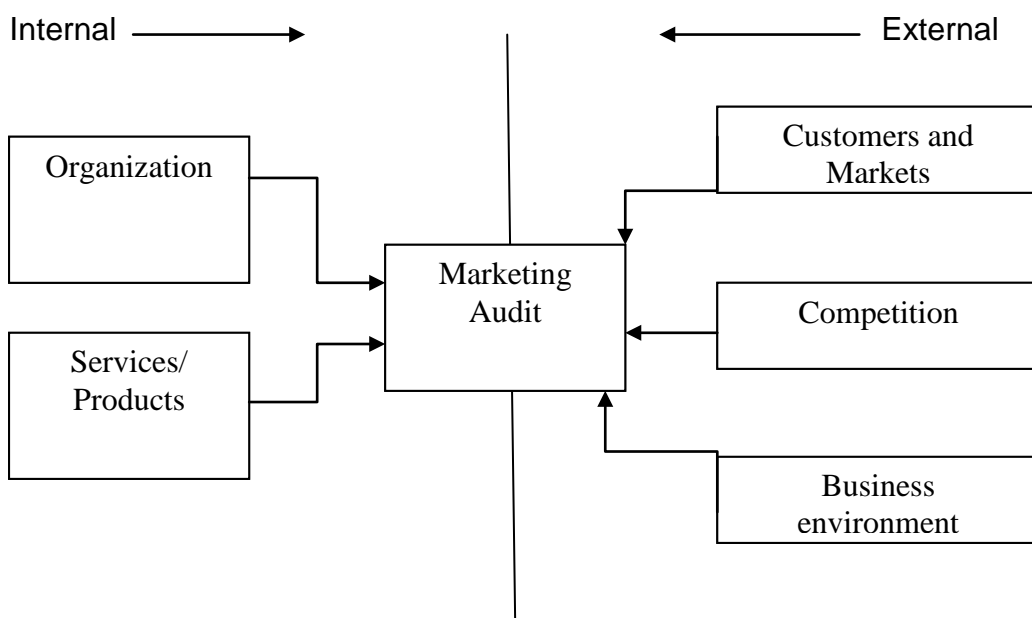 Internal
External
Organization
Services/
Products
Marketing
Audit
Customers and
Markets
Competition
Business
environment